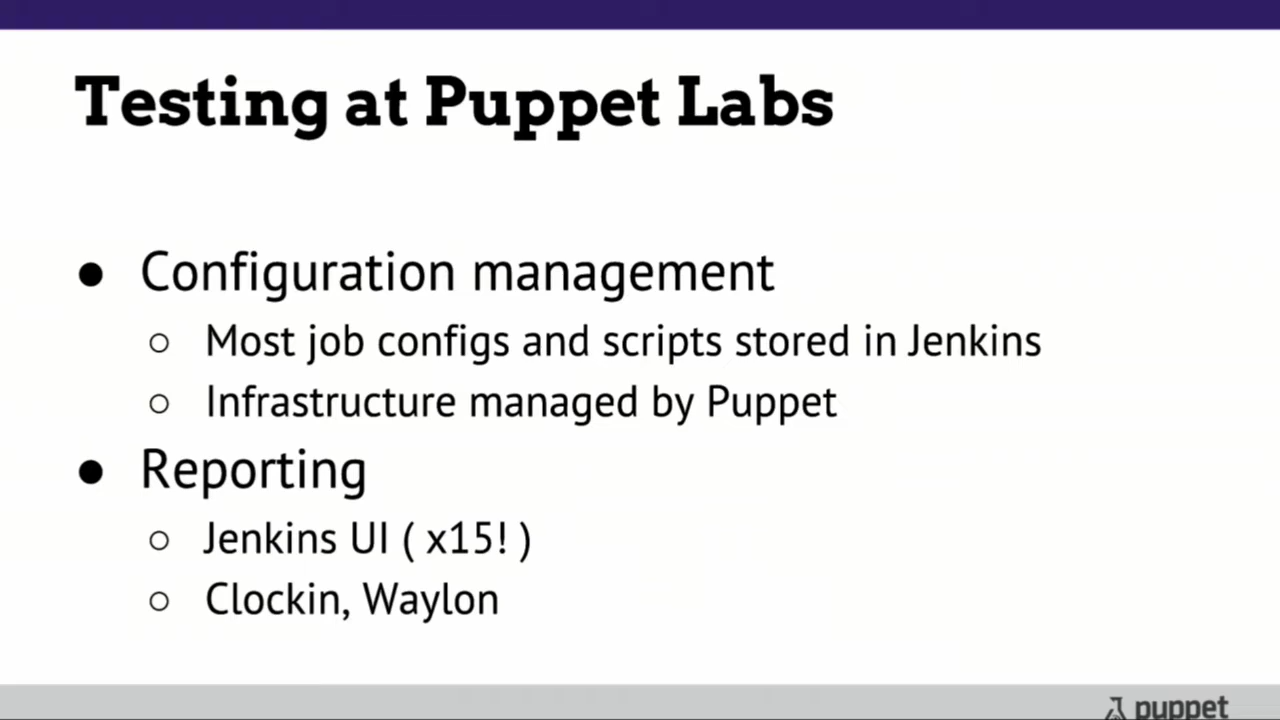 Testing at Puppet Labs
● Configuration management
○ Most job configs and scripts stored in Jenkins
○ Infrastructure managed by Puppet
● Reporting
○ Jenkins UI ( x15! )
○ Clockin, Waylon
puppet